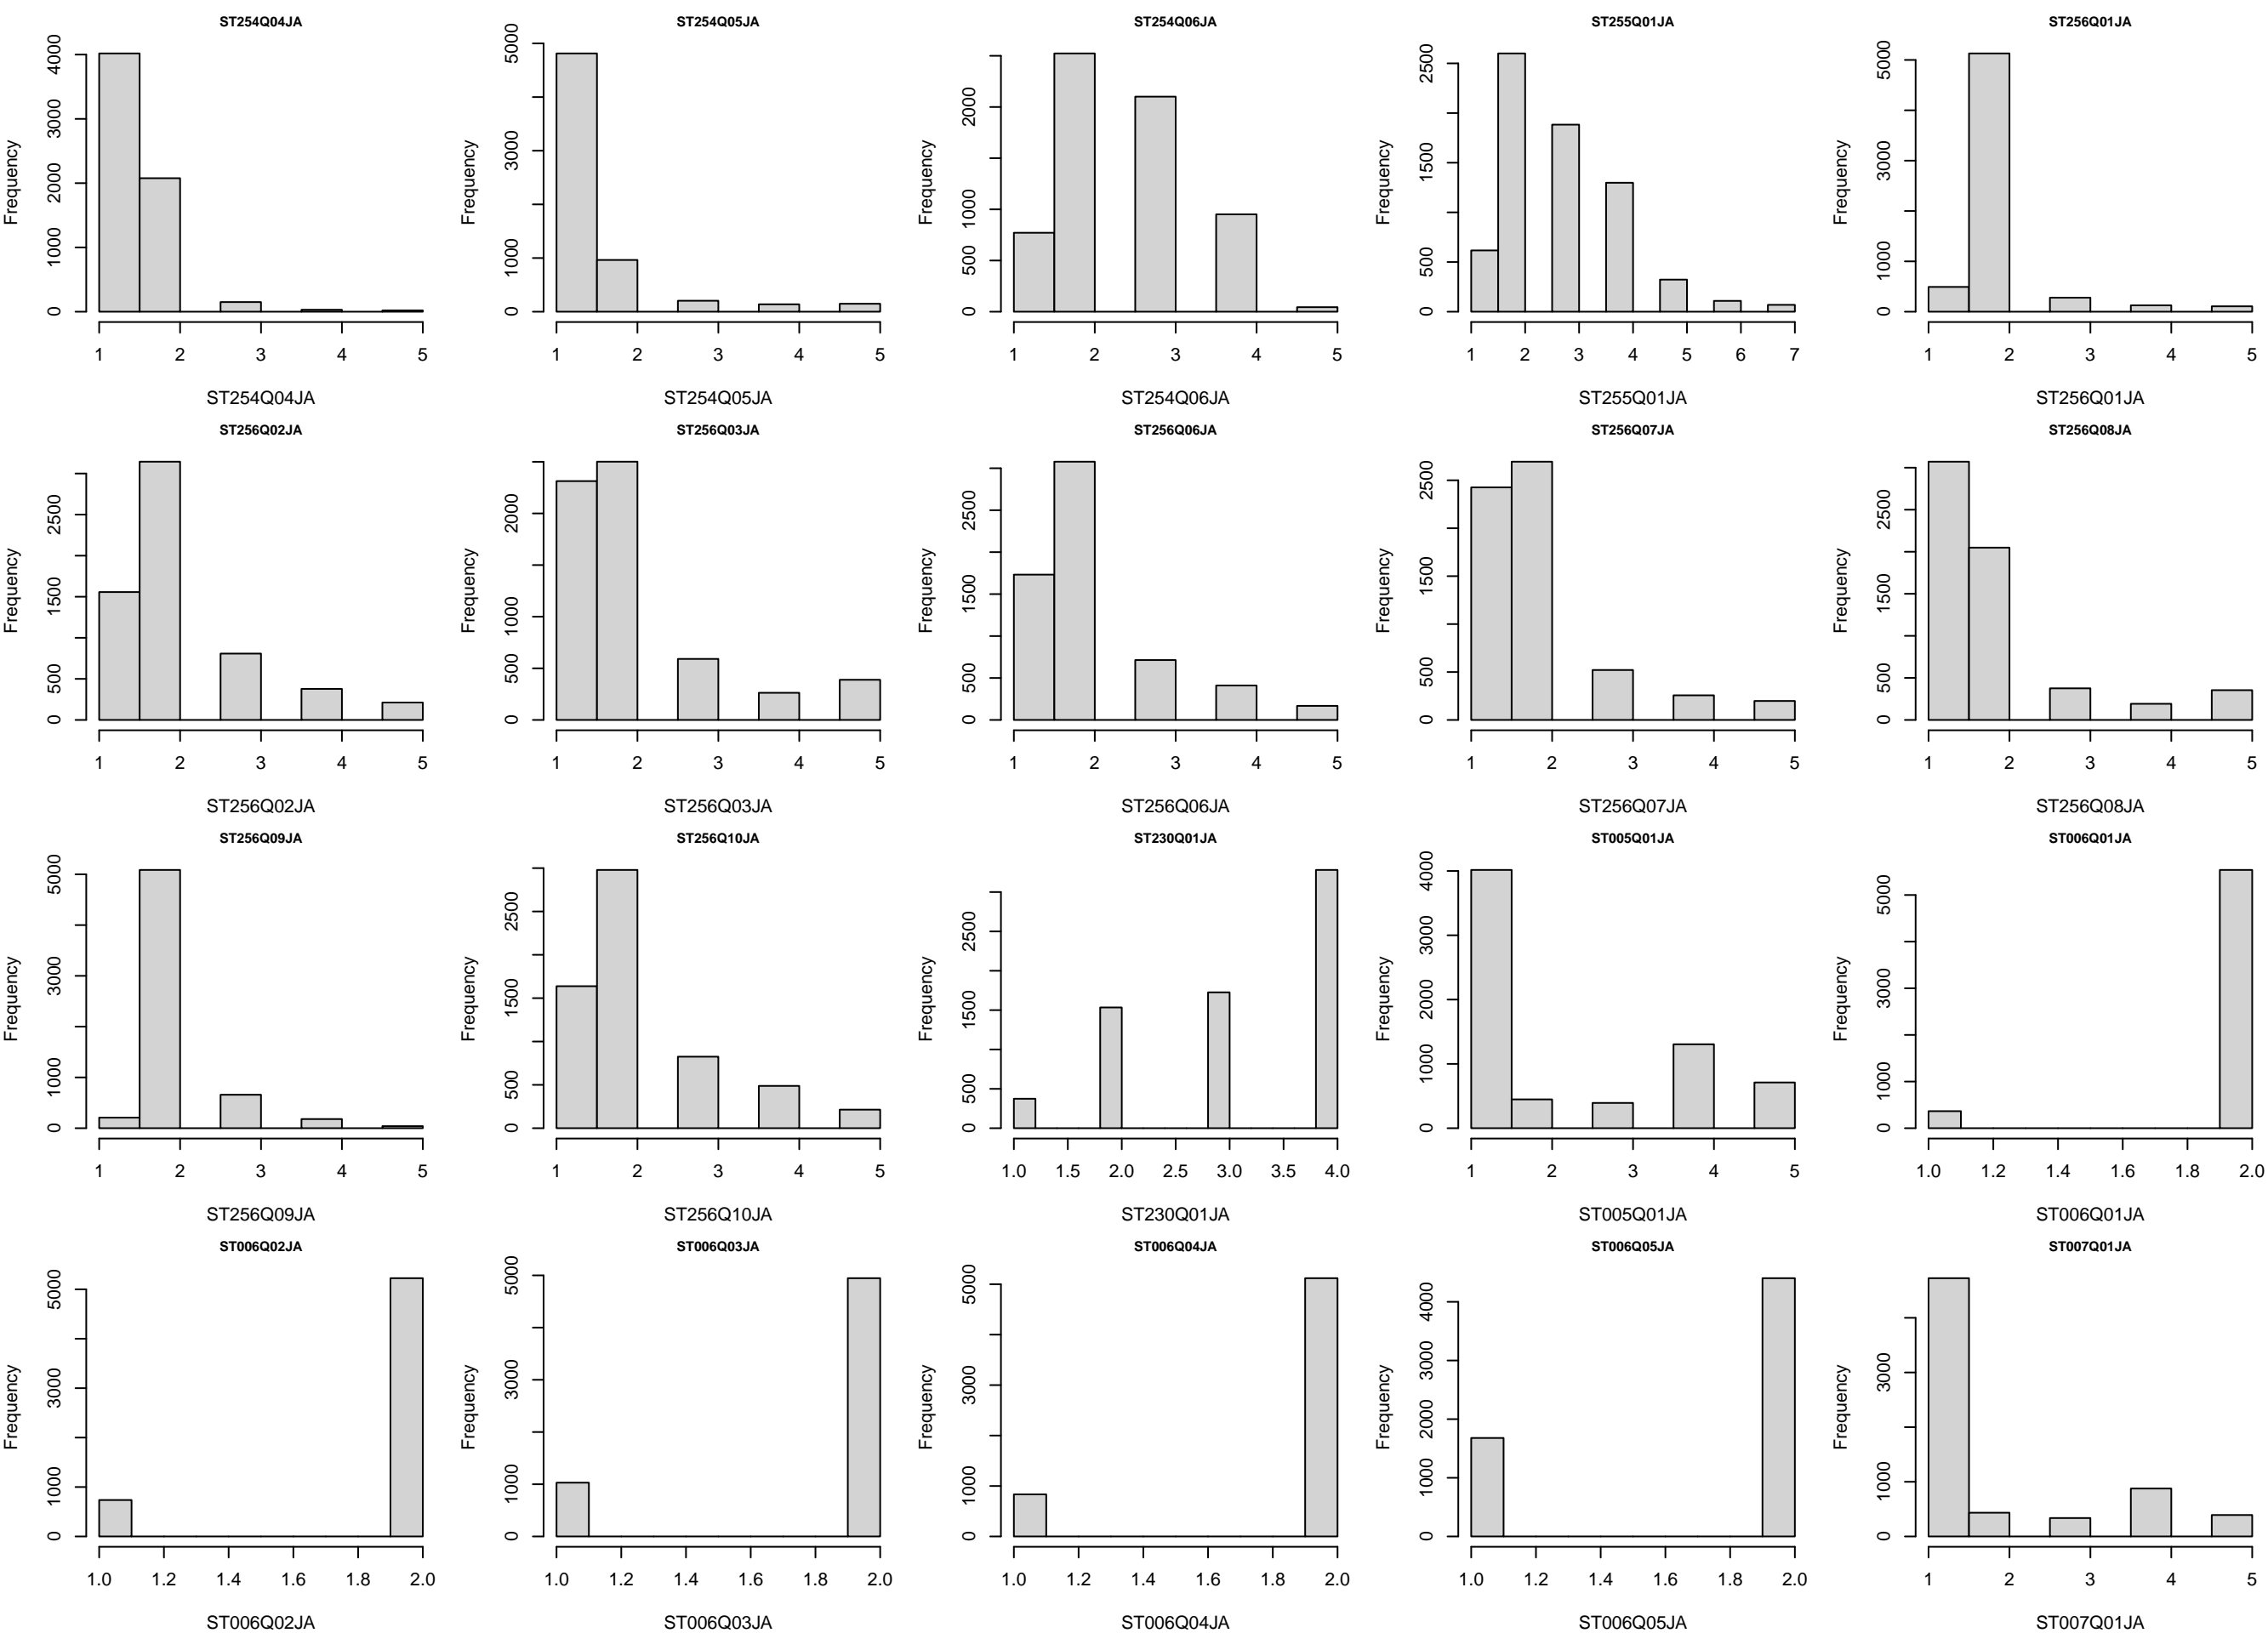 ST254Q04JA
Frequency
0 1000 2000 3000 4000
1 2 3 4 5
ST254Q04JA
ST254Q05JA
Frequency
0 1000 3000 5000
1 2 3 4 5
ST254Q05JA
ST254Q06JA
Frequency
0 500 1000 2000
1 2 3 4 5
ST254Q06JA
ST255Q01JA
Frequency
0 500 1500 2500
1 2 3 4 5 6 7
ST255Q01JA
ST256Q01JA
Frequency
0 1000 3000 5000
1 2 3 4 5
ST256Q01JA
ST256Q02JA
Frequency
0 500 1500 2500
1 2 3 4 5
ST256Q02JA
ST256Q03JA
Frequency
0 500 1000 2000
1 2 3 4 5
ST256Q03JA
ST256Q06JA
Frequency
0 500 1500 2500
1 2 3 4 5
ST256Q06JA
ST256Q07JA
Frequency
0 500 1500 2500
1 2 3 4 5
ST256Q07JA
ST256Q08JA
Frequency
0 500 1500 2500
1 2 3 4 5
ST256Q08JA
ST256Q09JA
Frequency
0 1000 3000 5000
1 2 3 4 5
ST256Q09JA
ST256Q10JA
Frequency
0 500 1500 2500
1 2 3 4 5
ST256Q10JA
ST230Q01JA
Frequency
0 500 1500 2500
1.0 1.5 2.0 2.5 3.0 3.5 4.0
ST230Q01JA
ST005Q01JA
Frequency
0 1000 2000 3000 4000
1 2 3 4 5
ST005Q01JA
ST006Q01JA
Frequency
0 1000 3000 5000
1.0 1.2 1.4 1.6 1.8 2.0
ST006Q01JA
ST006Q02JA
Frequency
0 1000 3000 5000
1.0 1.2 1.4 1.6 1.8 2.0
ST006Q02JA
ST006Q03JA
Frequency
0 1000 3000 5000
1.0 1.2 1.4 1.6 1.8 2.0
ST006Q03JA
ST006Q04JA
Frequency
0 1000 3000 5000
1.0 1.2 1.4 1.6 1.8 2.0
ST006Q04JA
ST006Q05JA
Frequency
0 1000 2000 3000 4000
1.0 1.2 1.4 1.6 1.8 2.0
ST006Q05JA
ST007Q01JA
Frequency
0 1000 3000
1 2 3 4 5
ST007Q01JA